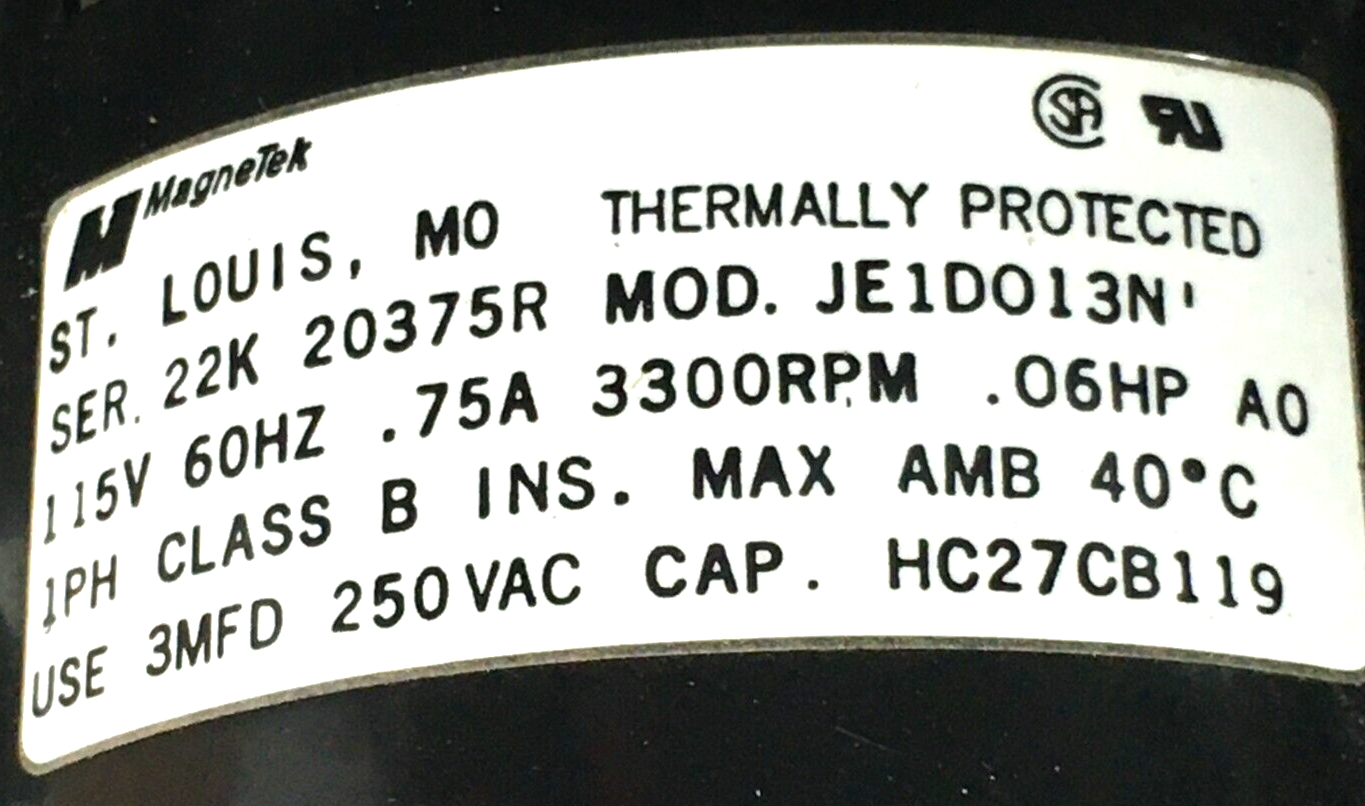 MagneTek
ST. LOUIS, MO THERMALLY PROTECTED
SER. 22K 20375R MOD. JE1D013N'
115V 60HZ .75A 3300RPM .06HP AO
1PH CLASS B INS. MAX AMB 40°C
USE 3MFD 250VAC CAP. HC27CB119